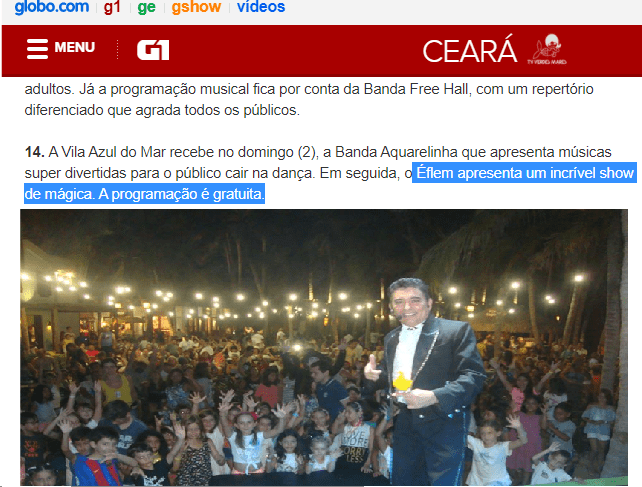 globo.com g1 ge gshow vídeos
MENU G1 CEARÁ
TV VERDES MARES
adultos. Já a programação musical fica por conta da Banda Free Hall, com um repertório
diferenciado que agrada todos os públicos.
14. A Vila Azul do Mar recebe no domingo (2), a Banda Aquarelinha que apresenta músicas
super divertidas para o público cair na dança. Em seguida, o Éflem apresenta um incrível show
de mágica. A programação é gratuita.